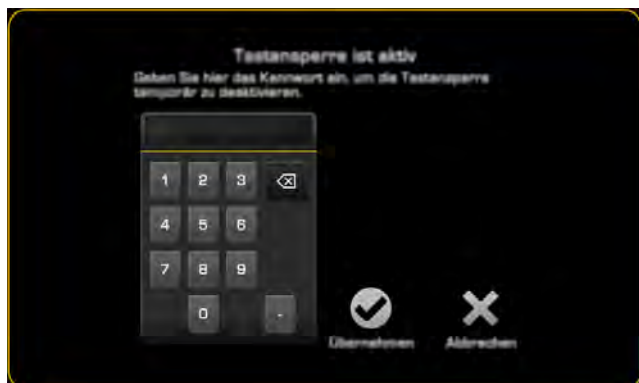 Tastensperre ist aktiv
Geben Sie hier das Kennwort ein, um die Tastensperre
temporär zu deaktivieren.
1 2 3
4 5 6
7 8 9
0 .
Übernehmen Abbrechen